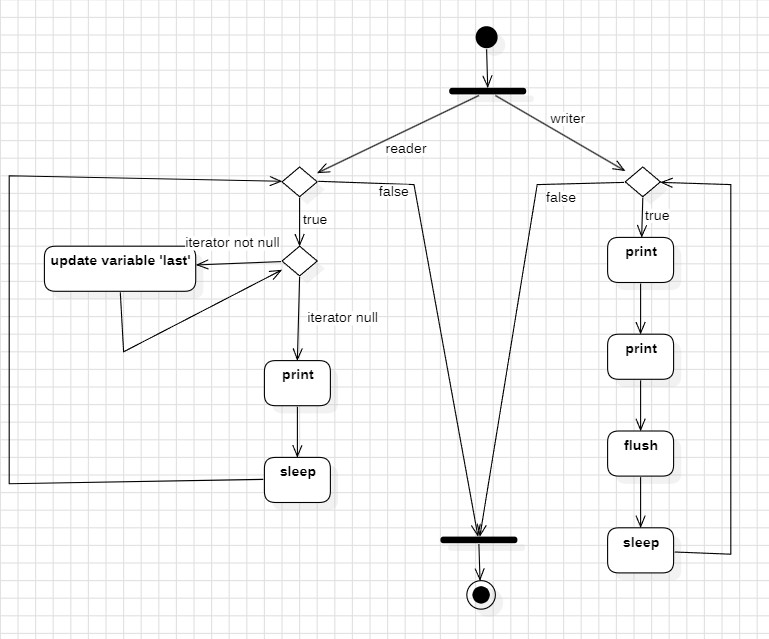 writer
reader
false
false
true
true
iterator not null
print
update variable 'last'
iterator null
print
print
flush
sleep
sleep